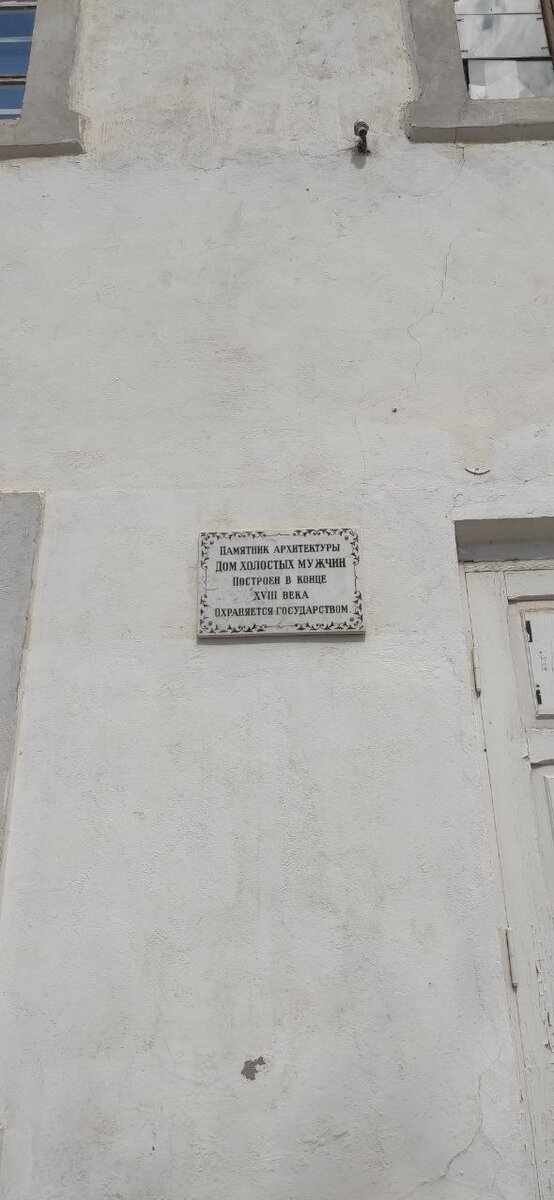 ПАМЯТНИК АРХИТЕКТУРЫ
ДОМ ХОЛОСТЫХ МУЖЧИН
ПОСТРОЕН В КОНЦЕ
XVIII ВЕКА
ОХРАНЯЕТСЯ ГОСУДАРСТВОМ